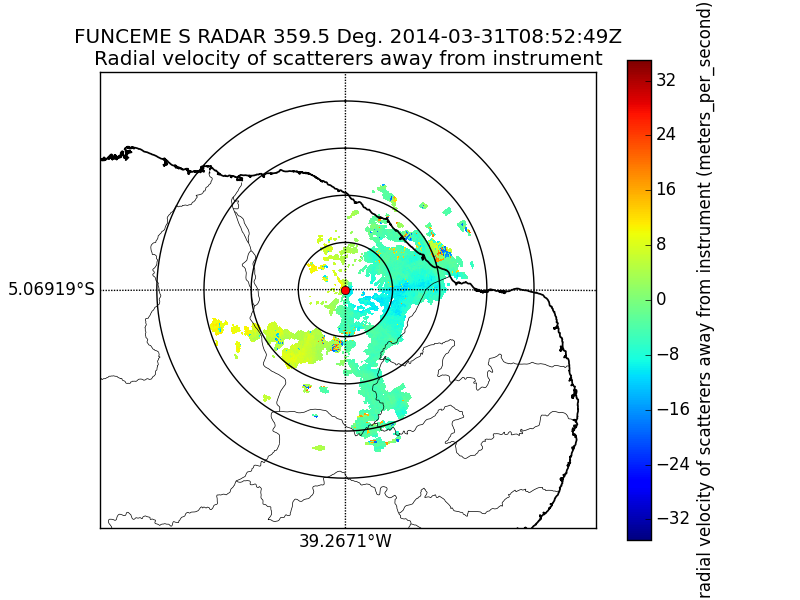 FUNCEME S RADAR 359.5 Deg. 2014-03-31T08:52:49Z
Radial velocity of scatterers away from instrument
5.06919°S
39.2671°W
32
24
16
8
0
−8
−16
−24
−32
radial velocity of scatterers away from instrument (meters_per_second)